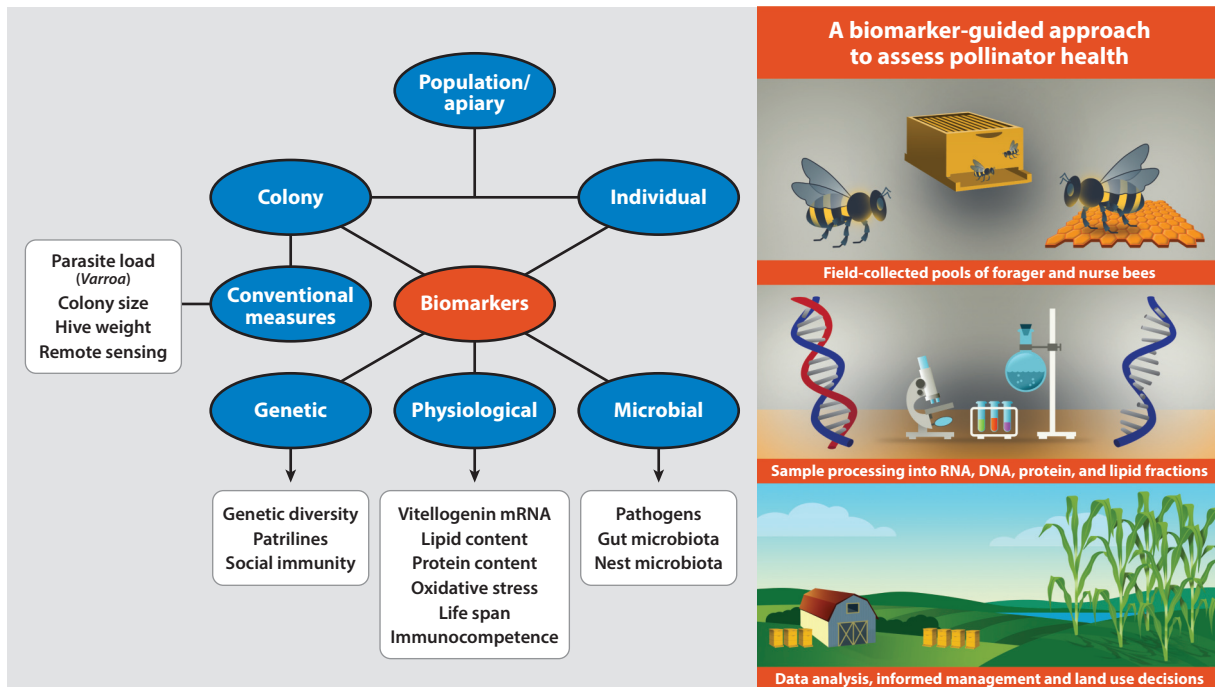 Population/
apiary
Colony
Individual
Parasite load
(Varroa)
Colony size
Hive weight
Remote sensing
Conventional
measures
Biomarkers
Genetic
Physiological
Microbial
Genetic diversity
Patrilines
Social immunity
Vitellogenin mRNA
Lipid content
Protein content
Oxidative stress
Life span
Immunocompetence
Pathogens
Gut microbiota
Nest microbiota
A biomarker-guided approach
to assess pollinator health
Field-collected pools of forager and nurse bees
Sample processing into RNA, DNA, protein, and lipid fractions
Data analysis, informed management and land use decisions